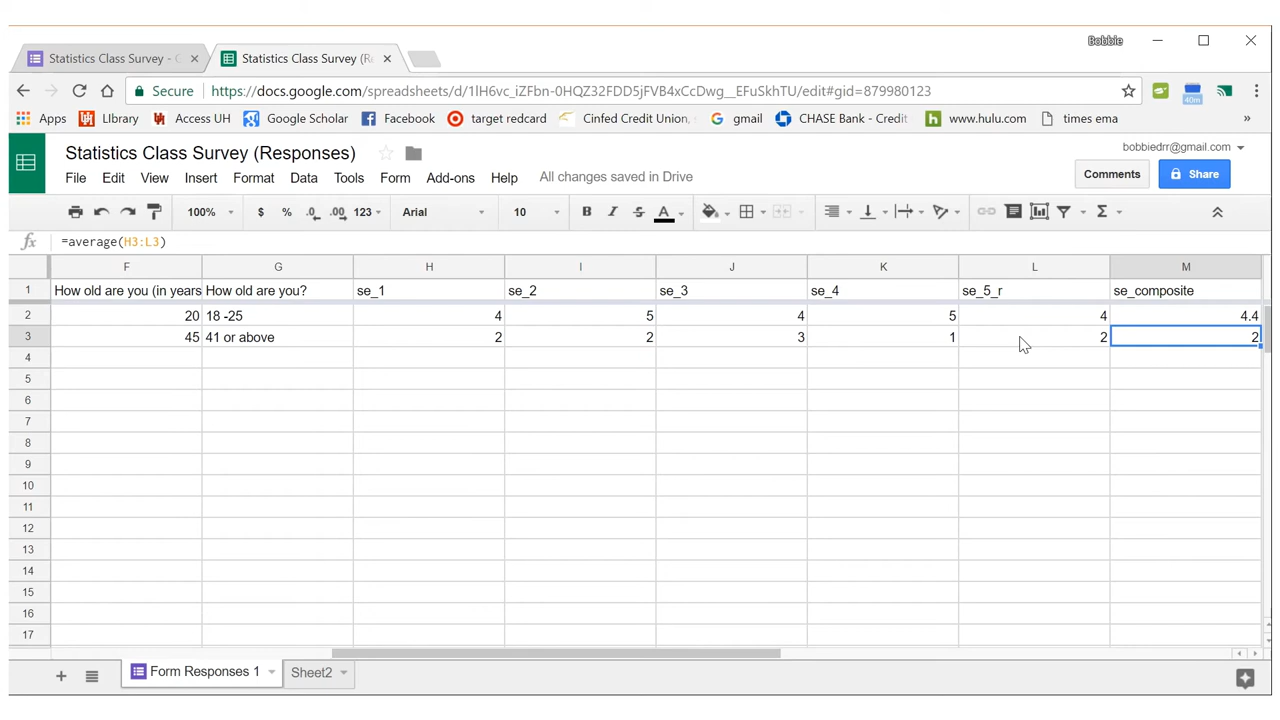 Bobbie
Statistics Class Survey - G
Statistics Class Survey (Re
Secure https://docs.google.com/spreadsheets/d/1IH6vc_iZFbn-0HQZ32FDD5jFVB4xCcDwg__EFuSkhTU/edit#gid=879980123
40m
Apps LIbrary Access UH Google Scholar Facebook target redcard Cinfed Credit Union, gmail CHASE Bank - Credit www.hulu.com times ema »
Statistics Class Survey (Responses)
bobbiedrr@gmail.com
File Edit View Insert Format Data Tools Form Add-ons Help All changes saved in Drive
Comments Share
100% $ % .0 .00 123 Arial 10 B I S A Σ
fx =average(H3:L3)
F G H I J K L M
1 How old are you (in years How old are you? se_1 se_2 se_3 se_4 se_5_r se_composite
2 20 18 -25 4 5 4 5 4 4.4
3 45 41 or above 2 2 3 1 2 2
4
5
6
7
8
9
10
11
12
13
14
15
16
17
+ Form Responses 1 Sheet2